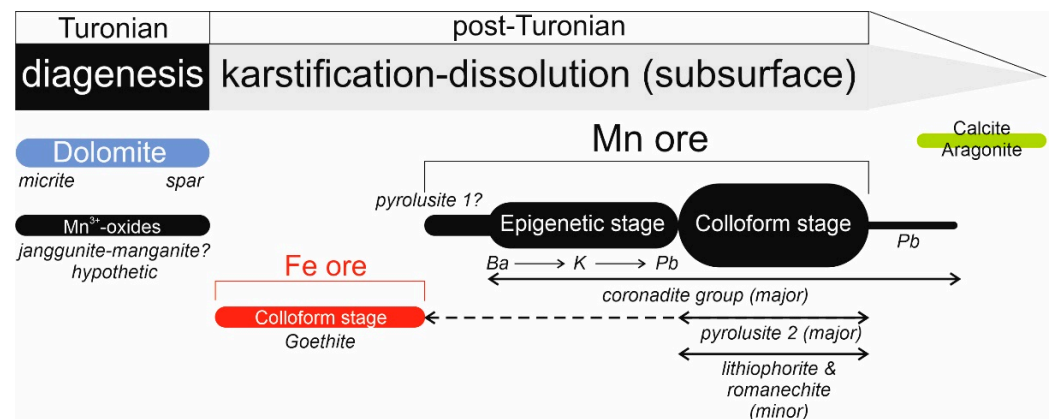 Turonian
post-Turonian
diagenesis
karstification-dissolution (subsurface)
Dolomite
micrite spar
Mn³⁺-oxides
janggunite-manganite?
hypothetic
Fe ore
Colloform stage
Goethite
Mn ore
pyrolusite 1?
Epigenetic stage
Colloform stage
Ba K Pb
Pb
coronadite group (major)
pyrolusite 2 (major)
lithiophorite &
romanechite
(minor)
Calcite
Aragonite